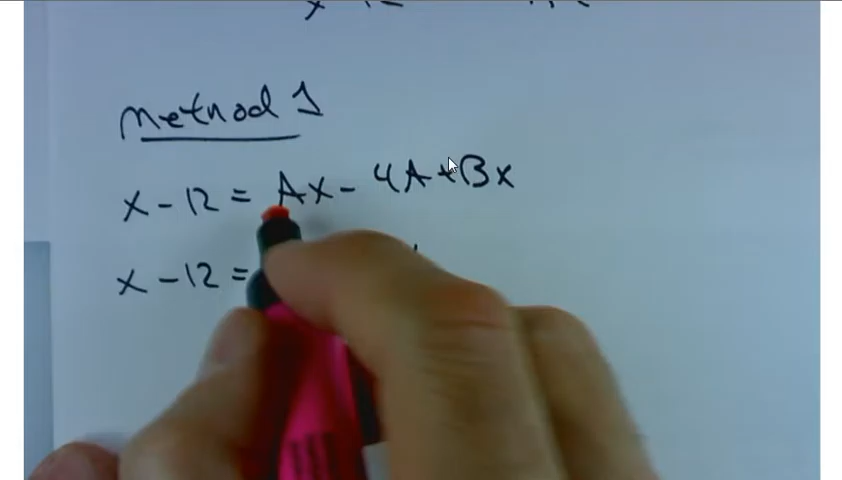 Method 1
x - 12 = Ax - 4A + Bx
x - 12 =